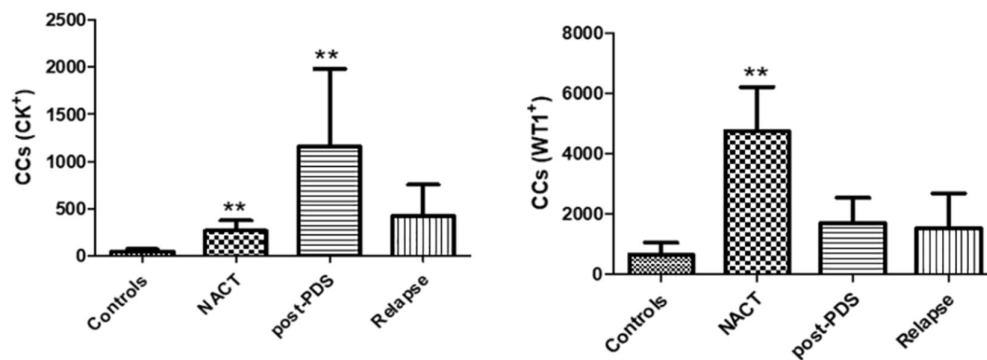 CCs (CK⁺)
2500
2000
1500
1000
500
0
**
**
Controls
NACT
post-PDS
Relapse
CCs (WT1⁺)
8000
6000
4000
2000
0
**
Controls
NACT
post-PDS
Relapse